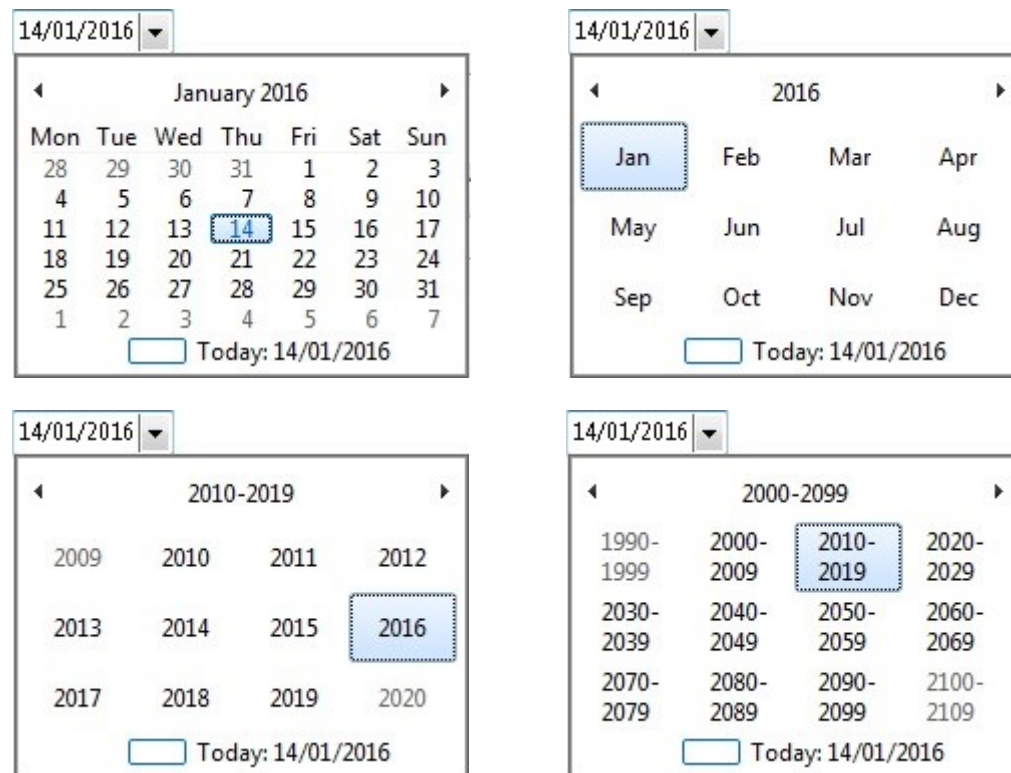 14/01/2016
January 2016
Mon Tue Wed Thu Fri Sat Sun
28 29 30 31 1 2 3
4 5 6 7 8 9 10
11 12 13 14 15 16 17
18 19 20 21 22 23 24
25 26 27 28 29 30 31
1 2 3 4 5 6 7
Today: 14/01/2016
14/01/2016
2016
Jan Feb Mar Apr
May Jun Jul Aug
Sep Oct Nov Dec
Today: 14/01/2016
14/01/2016
2010-2019
2009 2010 2011 2012
2013 2014 2015 2016
2017 2018 2019 2020
Today: 14/01/2016
14/01/2016
2000-2099
1990- 2000- 2010- 2020-
1999 2009 2019 2029
2030- 2040- 2050- 2060-
2039 2049 2059 2069
2070- 2080- 2090- 2100-
2079 2089 2099 2109
Today: 14/01/2016